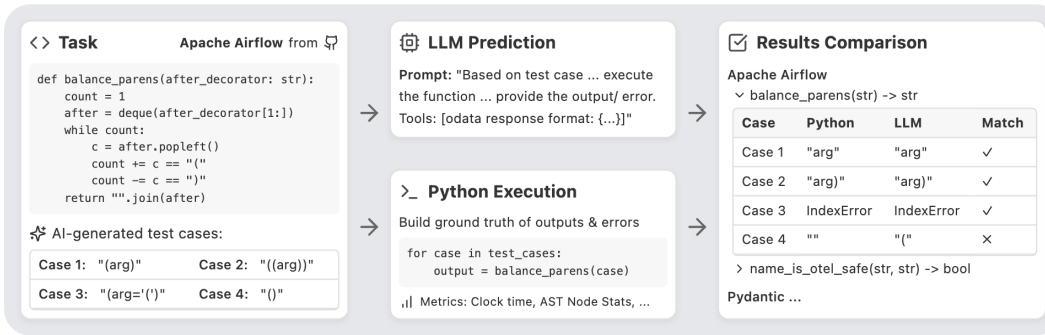 Task
Apache Airflow from
def balance_parens(after_decorator: str):
count = 1
after = deque(after_decorator[1:])
while count:
c = after.popleft()
count += c == "("
count -= c == ")"
return "".join(after)
AI-generated test cases:
Case 1: "(arg)" Case 2: "((arg))"
Case 3: "(arg='(')" Case 4: "()"
LLM Prediction
Prompt: "Based on test case ... execute
the function ... provide the output/ error.
Tools: [odata response format: {...}]"
Python Execution
Build ground truth of outputs & errors
for case in test_cases:
output = balance_parens(case)
Metrics: Clock time, AST Node Stats, ...
Results Comparison
Apache Airflow
balance_parens(str) -> str
Case Python LLM Match
Case 1 "arg" "arg" ✓
Case 2 "arg)" "arg)" ✓
Case 3 IndexError IndexError ✓
Case 4 "" "(" ×
name_is_otel_safe(str, str) -> bool
Pydantic ...